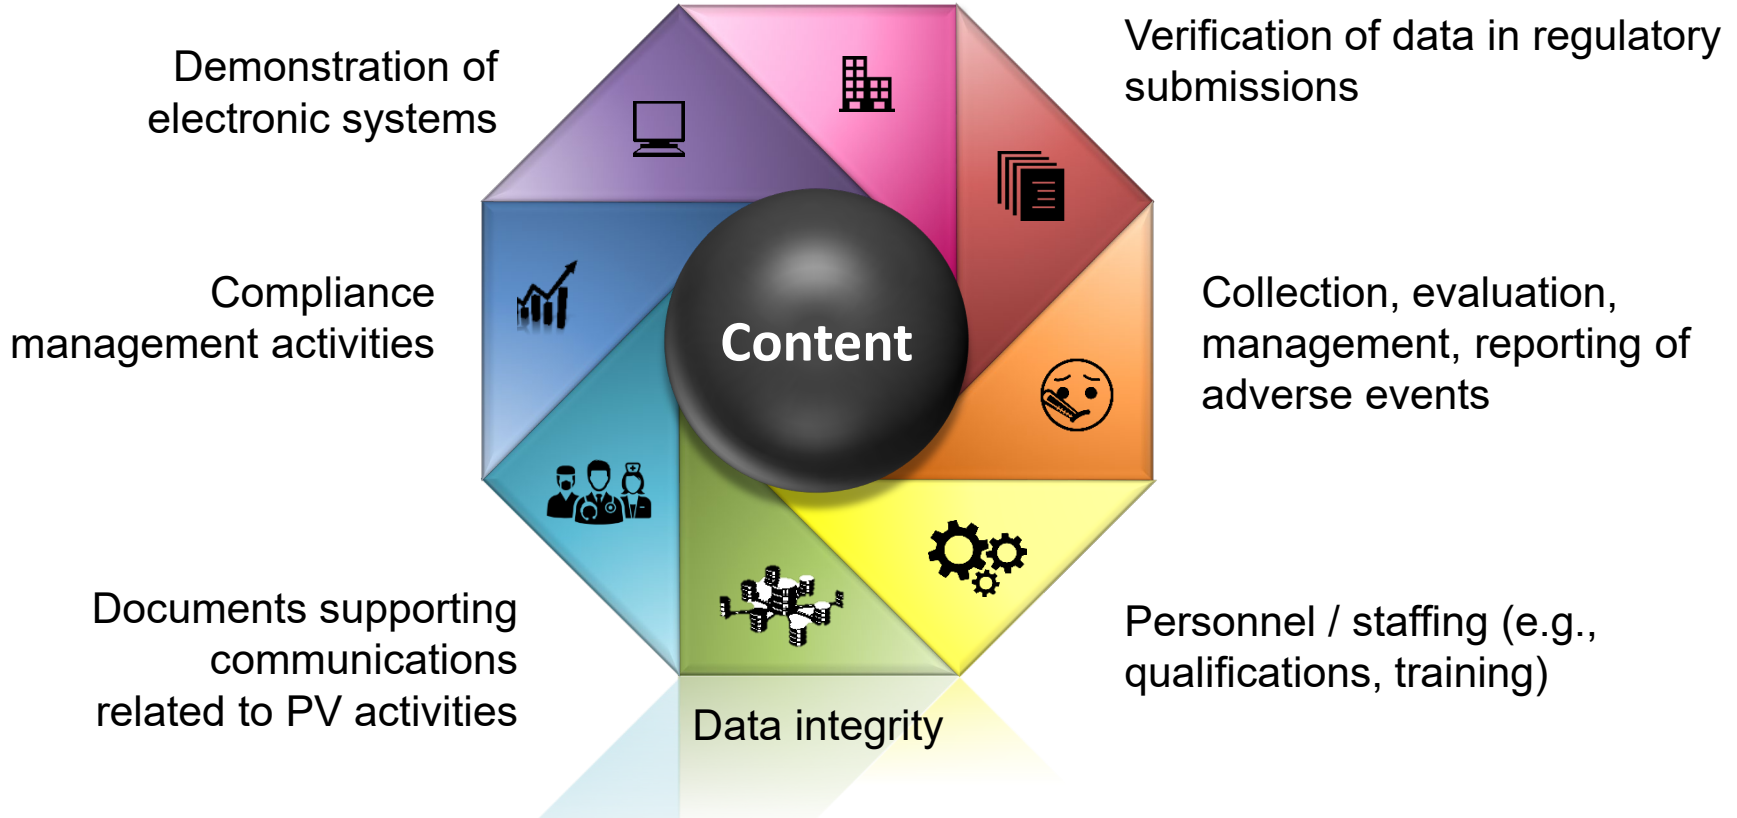 Demonstration of
electronic systems
Verification of data in regulatory
submissions
Compliance
management activities
Content
Collection, evaluation,
management, reporting of
adverse events
Documents supporting
communications
related to PV activities
Personnel / staffing (e.g.,
qualifications, training)
Data integrity